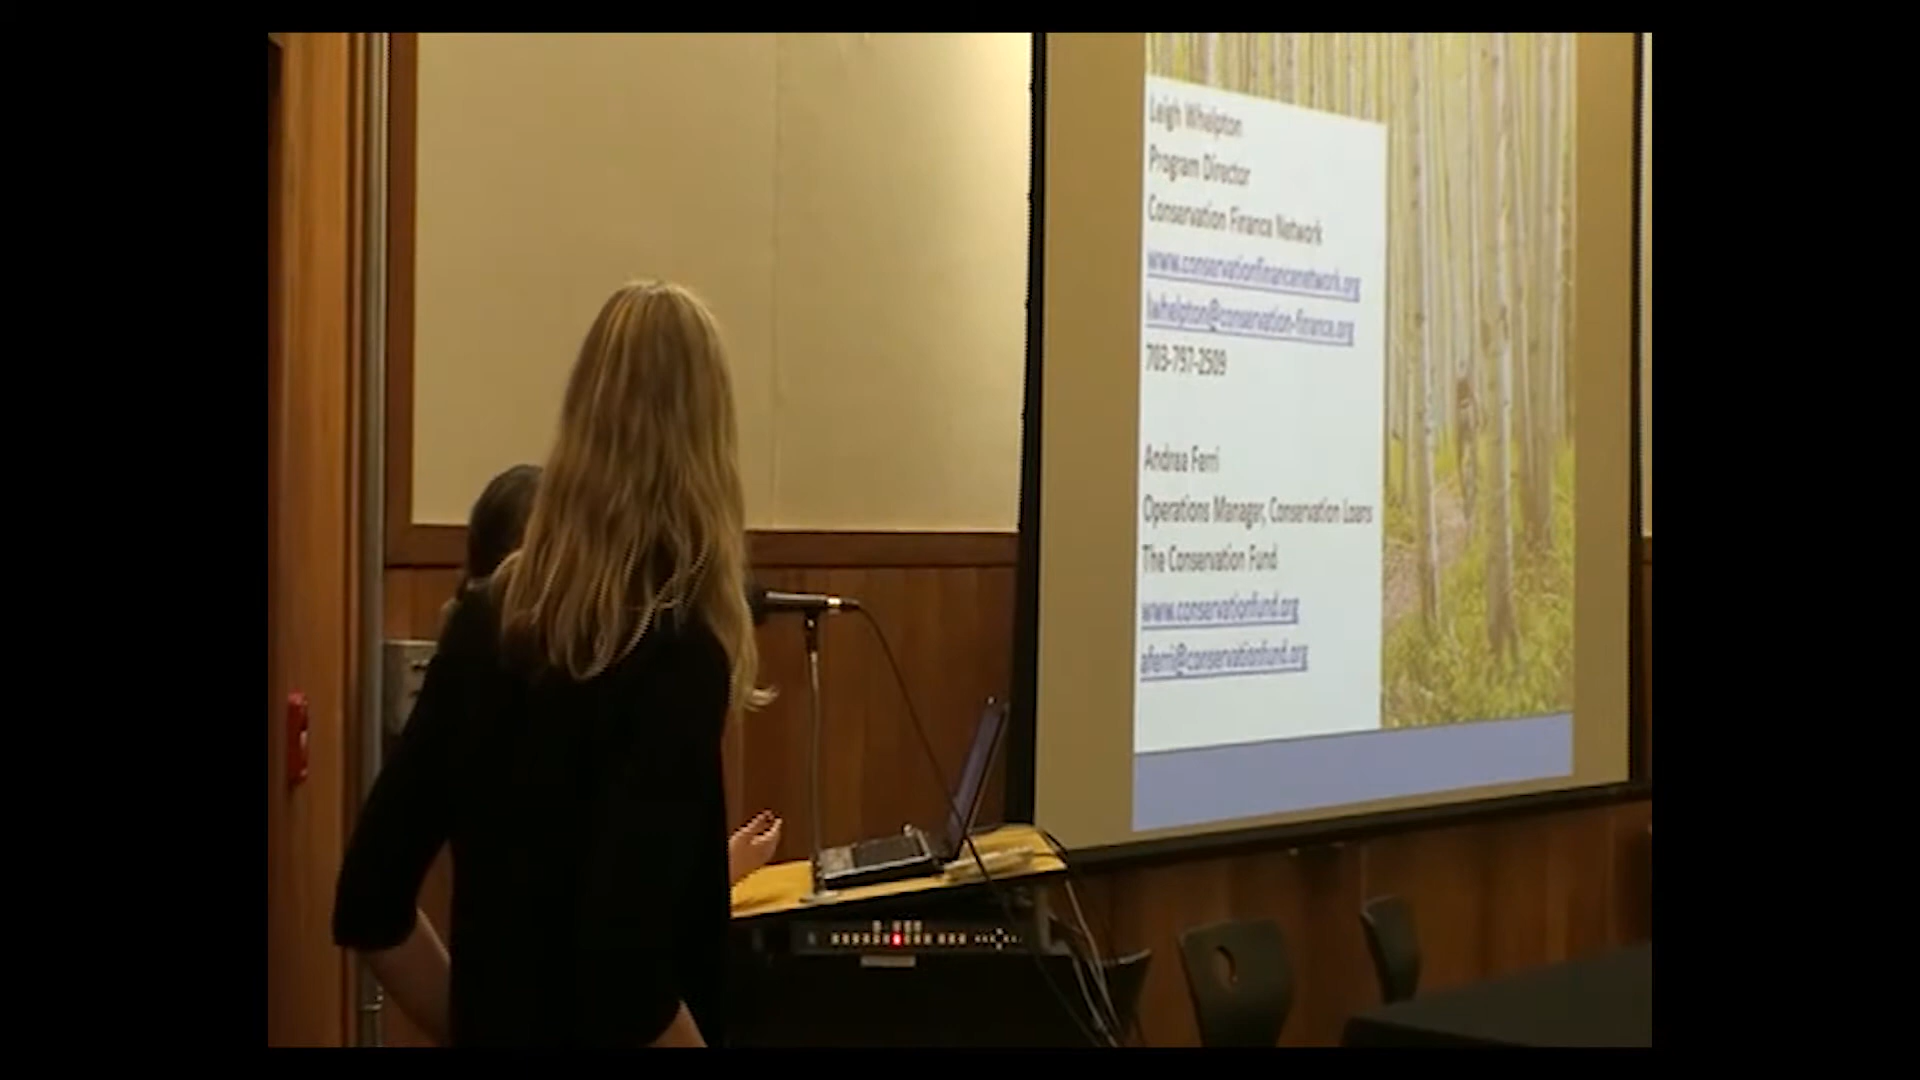 Leigh Whelpton
Program Director
Conservation Finance Network
www.conservationfinancenetwork.org
lwhelpton@conservation-finance.org
703-797-2509
Andrea Ferri
Operations Manager, Conservation Loans
The Conservation Fund
www.conservationfund.org
aferri@conservationfund.org